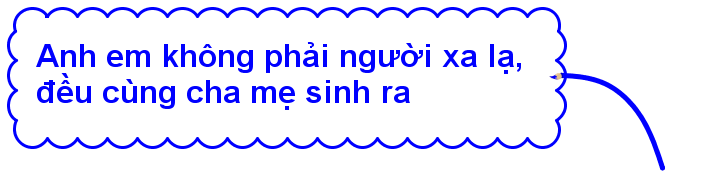 Anh em không phải người xa lạ,
đều cùng cha mẹ sinh ra